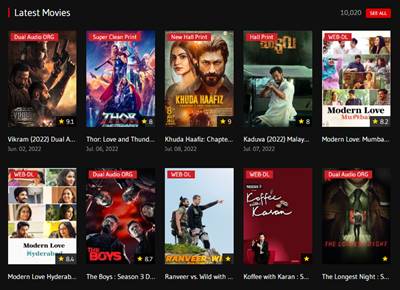 Latest Movies
10,020 SEE ALL
Dual Audio ORG
Super Clean Print
New Hall Print
Hall Print
WEB-DL
VIKRAM
THOR
KHUDA HAAFIZ
Modern Love
Mumbai
9.1
8
9
8
8.2
Vikram (2022) Dual A...
Thor: Love and Thund...
Khuda Haafiz: Chapte...
Kaduva (2022) Malay...
Modern Love: Mumba...
Jun, 02, 2022
Jul, 06, 2022
Jul, 08, 2022
Jul, 07, 2022
WEB-DL
Dual Audio ORG
WEB-DL
WEB-DL
Dual Audio ORG
Modern Love
Hyderabad
THE BOYS
RANVEER WI
Koffee
with
Karan
THE LONGEST NIGHT
8.4
8.7
Modern Love Hyderab...
The Boys : Season 3 D...
Ranveer vs. Wild with ...
Koffee with Karan : S...
The Longest Night : S...